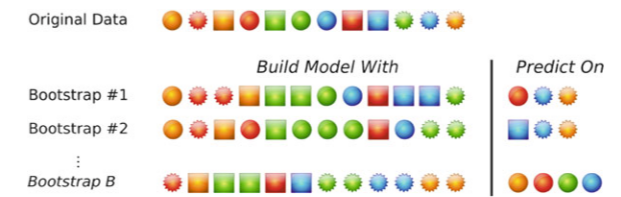 Original Data
Build Model With
Predict On
Bootstrap #1
Bootstrap #2
⋮
Bootstrap B